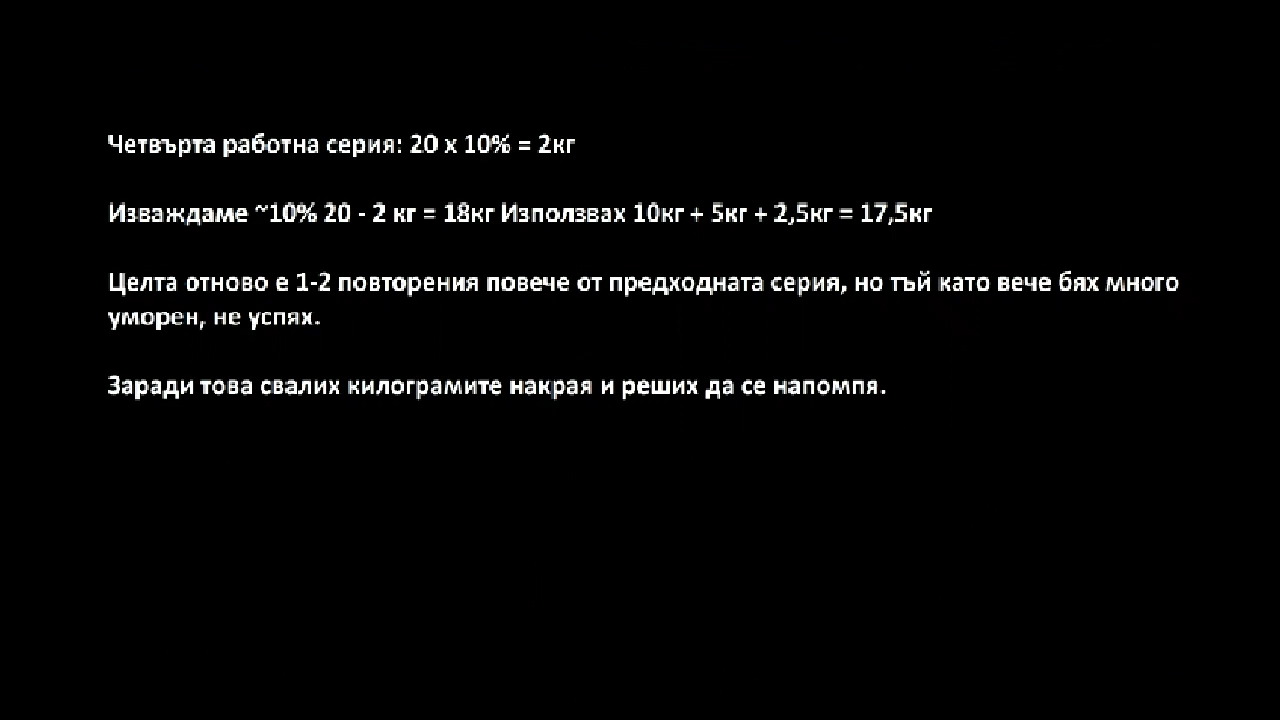 Четвърта работна серия: 20 x 10% = 2кг
Изваждаме ~10% 20 - 2 кг = 18кг Използвах 10кг + 5кг + 2,5кг = 17,5кг
Целта отново е 1-2 повторения повече от предходната серия, но тъй като вече бях много
уморен, не успях.
Заради това свалих килограмите накрая и реших да се напомпя.